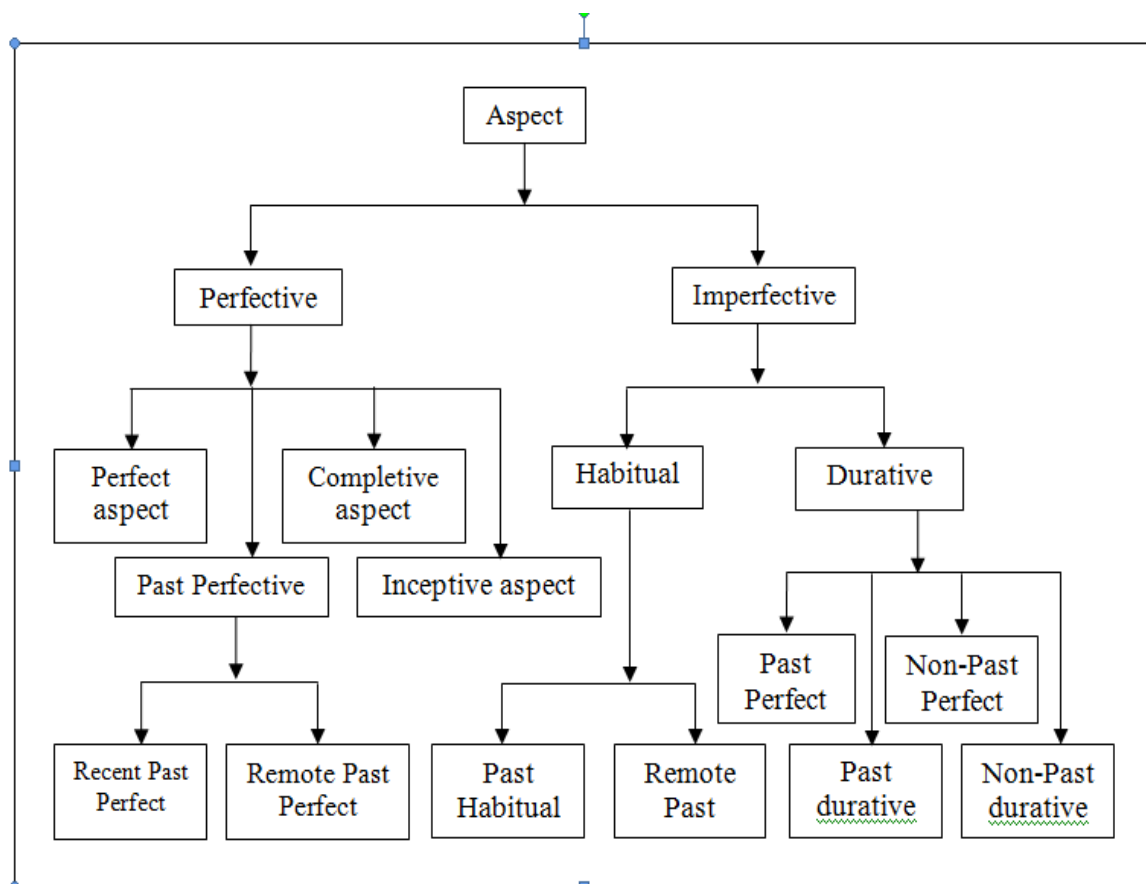 Aspect
Perfective
Imperfective
Perfect
aspect
Completive
aspect
Habitual
Durative
Past Perfective
Inceptive aspect
Past
Perfect
Non-Past
Perfect
Recent Past
Perfect
Remote Past
Perfect
Past
Habitual
Remote
Past
Past
durative
Non-Past
durative